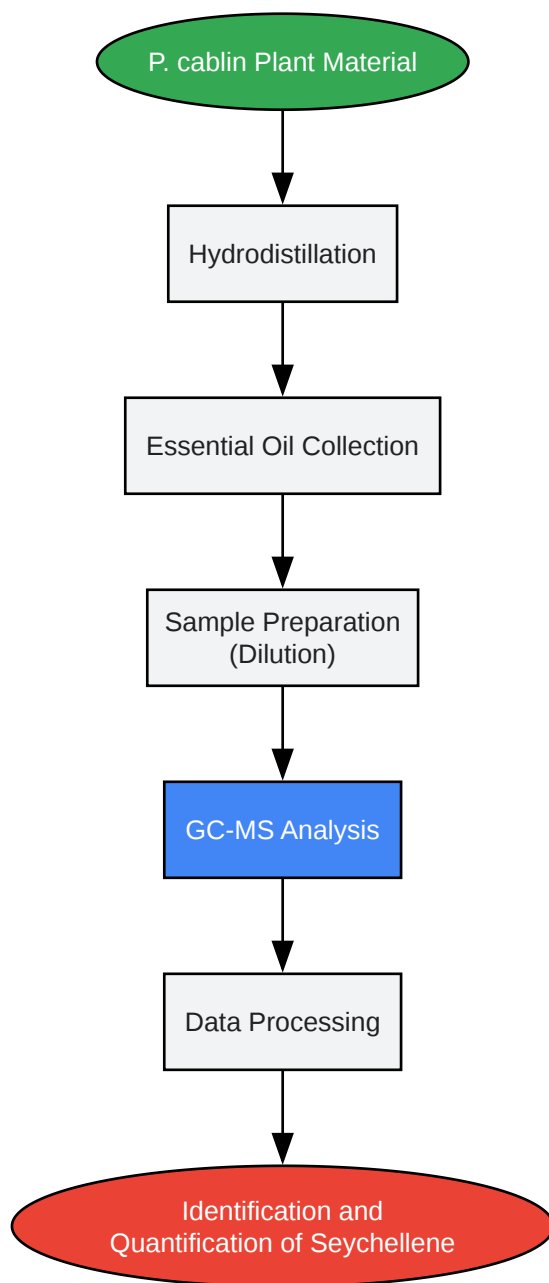 P. cablin Plant Material
Hydrodistillation
Essential Oil Collection
Sample Preparation
(Dilution)
GC-MS Analysis
Data Processing
Identification and
Quantification of Seychellene